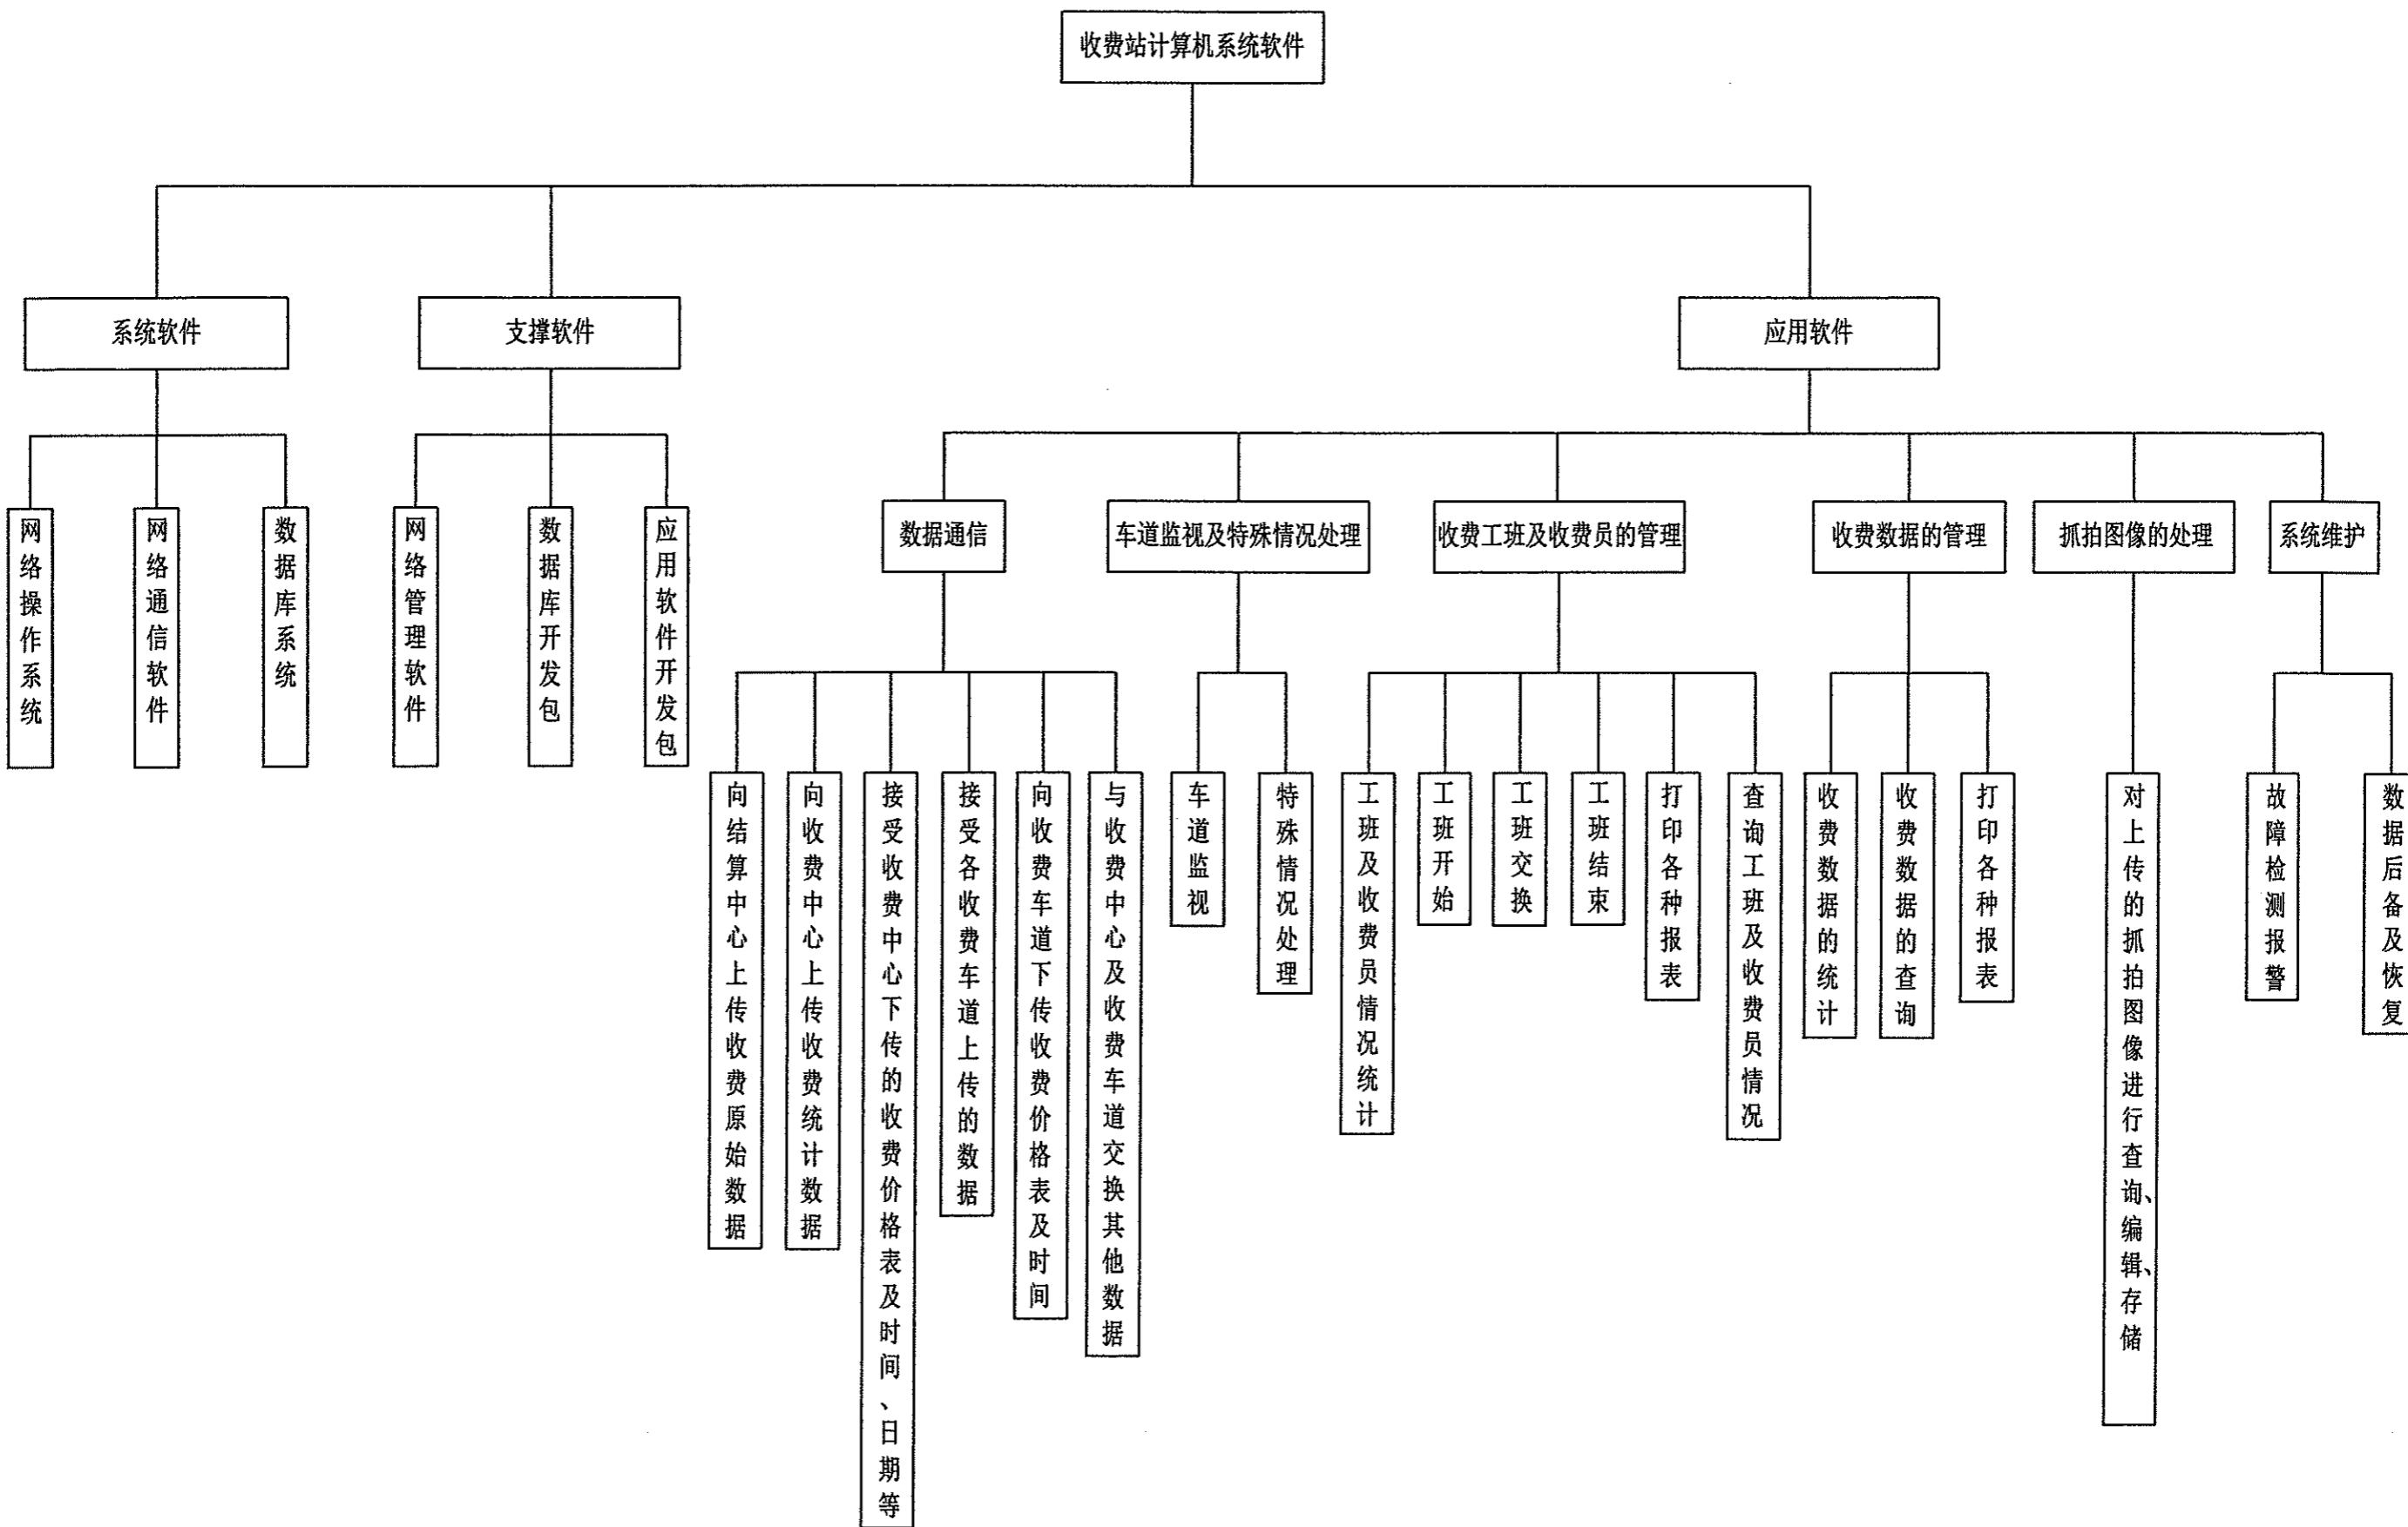 收费站计算机系统软件
系统软件
支撑软件
应用软件
数据通信
车道监视及特殊情况处理
收费工班及收费员的管理
收费数据的管理
抓拍图像的处理
系统维护
网络操作系统
网络通信软件
数据库系统
网络管理软件
数据库开发包
应用软件开发包
向结算中心上传收费原始数据
向收费中心上传收费统计数据
接受收费中心下传的收费价格表及时间、日期等
接受各收费车道上传的数据
向收费车道下传收费价格表及时间
与收费中心及收费车道交换其他数据
车道监视
特殊情况处理
工班及收费员情况统计
工班开始
工班交换
工班结束
打印各种报表
查询工班及收费员情况
收费数据的统计
收费数据的查询
打印各种报表
对上传的抓拍图像进行查询、编辑、存储
故障检测报警
数据后备及恢复